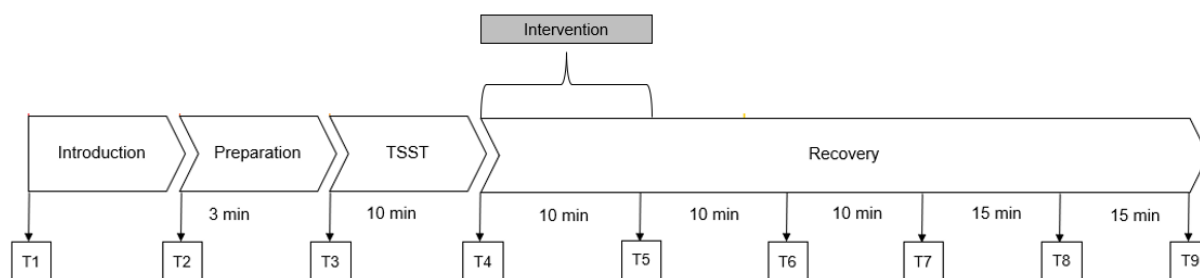 Intervention
Introduction
Preparation
TSST
Recovery
3 min
10 min
10 min
10 min
10 min
15 min
15 min
T1
T2
T3
T4
T5
T6
T7
T8
T9